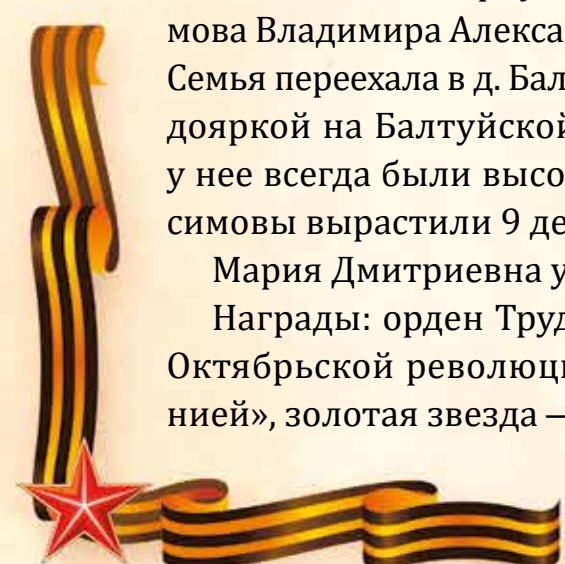 мова Владимира Алекса
Семья переехала в д. Бал
дояркой на Балтуйской
у нее всегда были высо
симовы вырастили 9 де
Мария Дмитриевна у
Награды: орден Труд
Октябрьской революц
нией», золотая звезда —